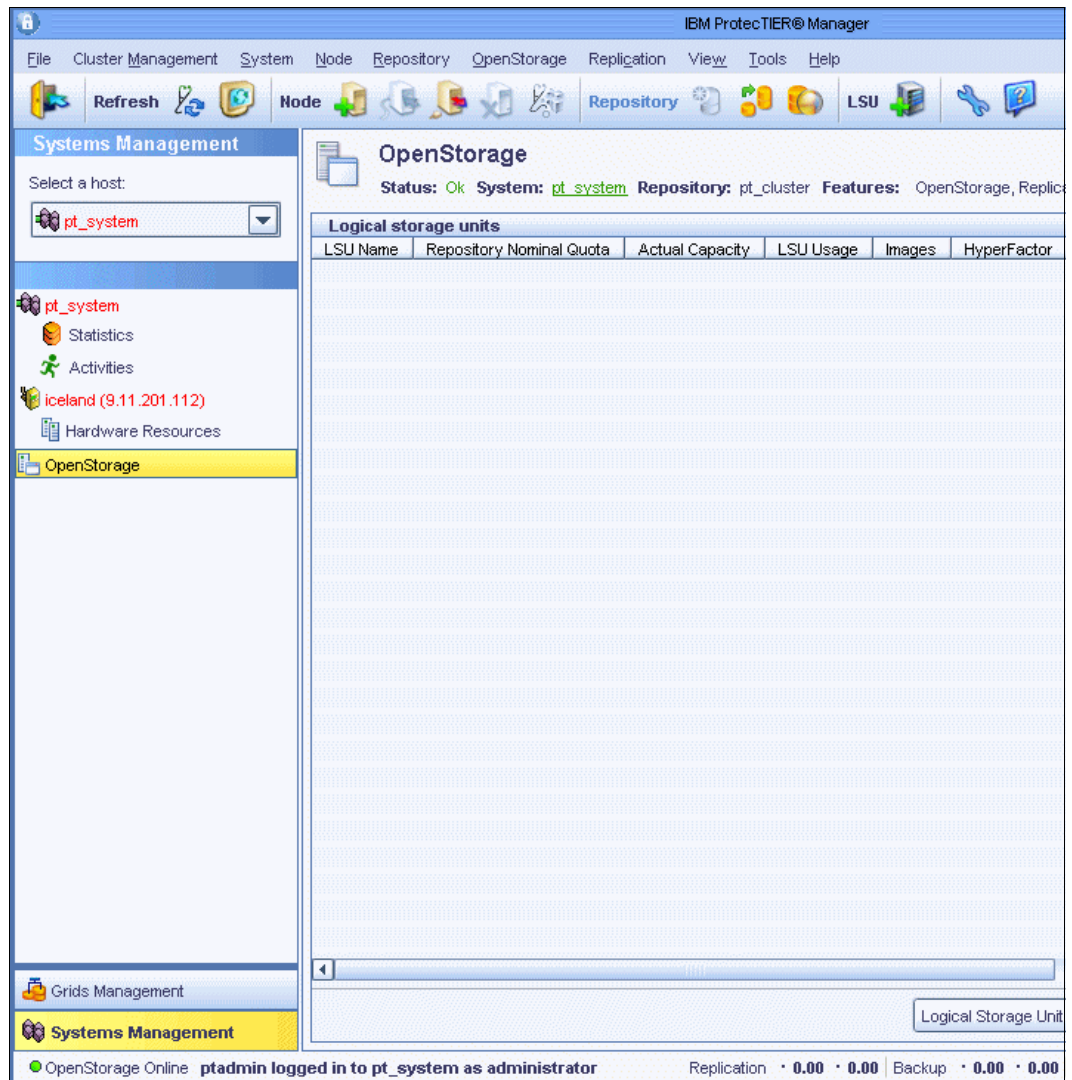 IBM ProtecTIER® Manager
File Cluster Management System Node Repository OpenStorage Replication View Tools Help
Refresh Node Repository LSU
Systems Management
Select a host:
pt_system
pt_system
Statistics
Activities
iceland (9.11.201.112)
Hardware Resources
OpenStorage
OpenStorage
Status: Ok System: pt_system Repository: pt_cluster Features: OpenStorage, Replica
Logical storage units
LSU Name Repository Nominal Quota Actual Capacity LSU Usage Images HyperFactor
Grids Management
Systems Management
Logical Storage Unit
OpenStorage Online ptadmin logged in to pt_system as administrator Replication · 0.00 · 0.00 Backup · 0.00 · 0.00